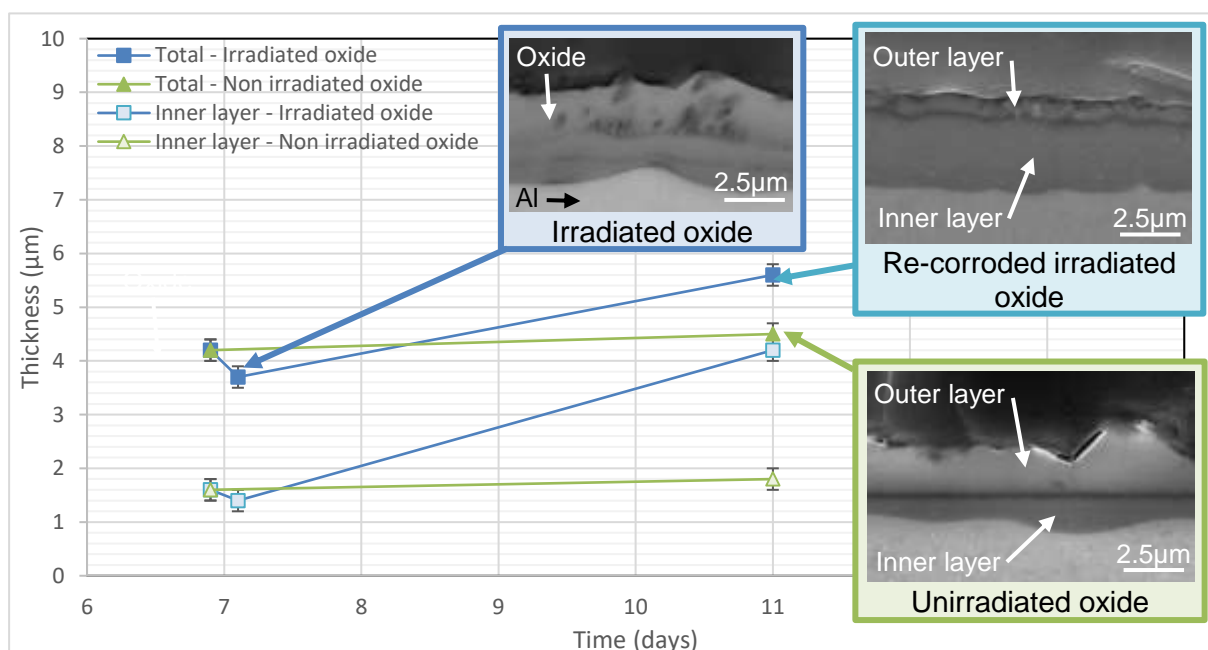 Total - Irradiated oxide
Total - Non irradiated oxide
Inner layer - Irradiated oxide
Inner layer - Non irradiated oxide
Oxide
Al
2.5µm
Irradiated oxide
Outer layer
Inner layer
2.5µm
Re-corroded irradiated
oxide
Outer layer
Inner layer
2.5µm
Unirradiated oxide
Thickness (µm)
10
9
8
7
6
5
4
3
2
1
0
6
7
8
9
10
11
Time (days)